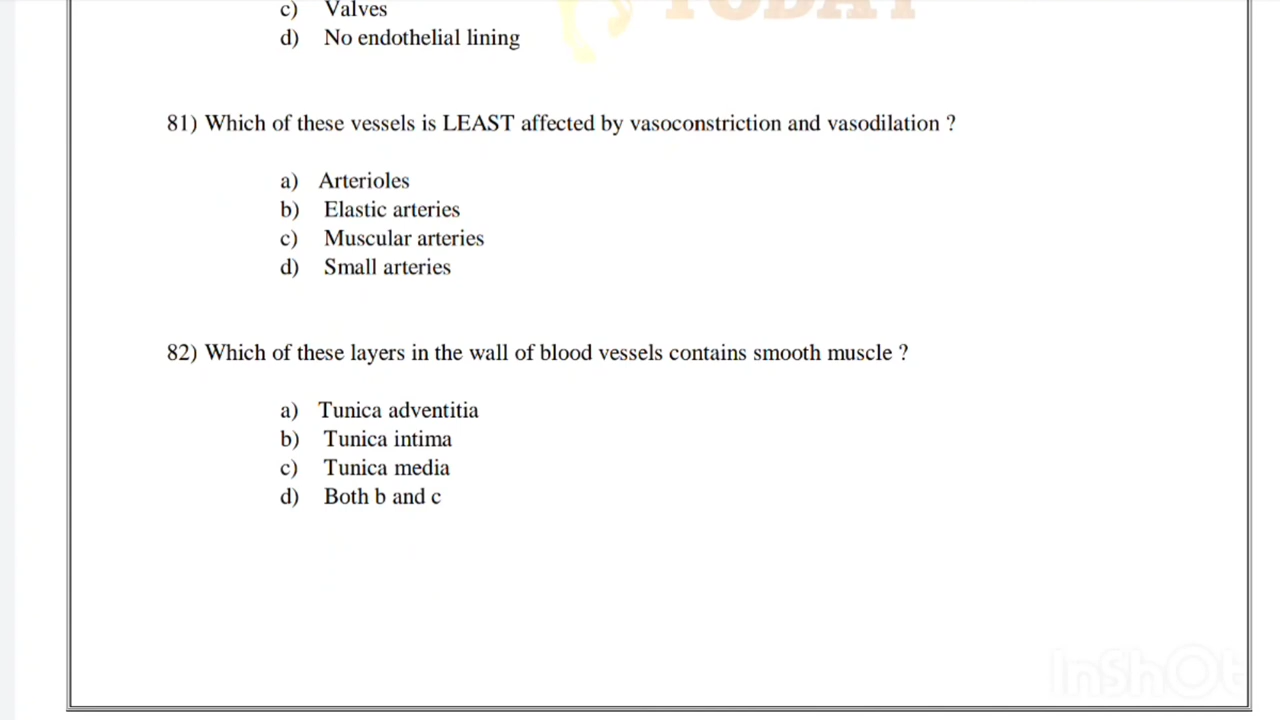 c) Valves
TODAY
d) No endothelial lining
81) Which of these vessels is LEAST affected by vasoconstriction and vasodilation ?
a) Arterioles
b) Elastic arteries
c) Muscular arteries
d) Small arteries
82) Which of these layers in the wall of blood vessels contains smooth muscle ?
a) Tunica adventitia
b) Tunica intima
c) Tunica media
d) Both b and c
InShOt